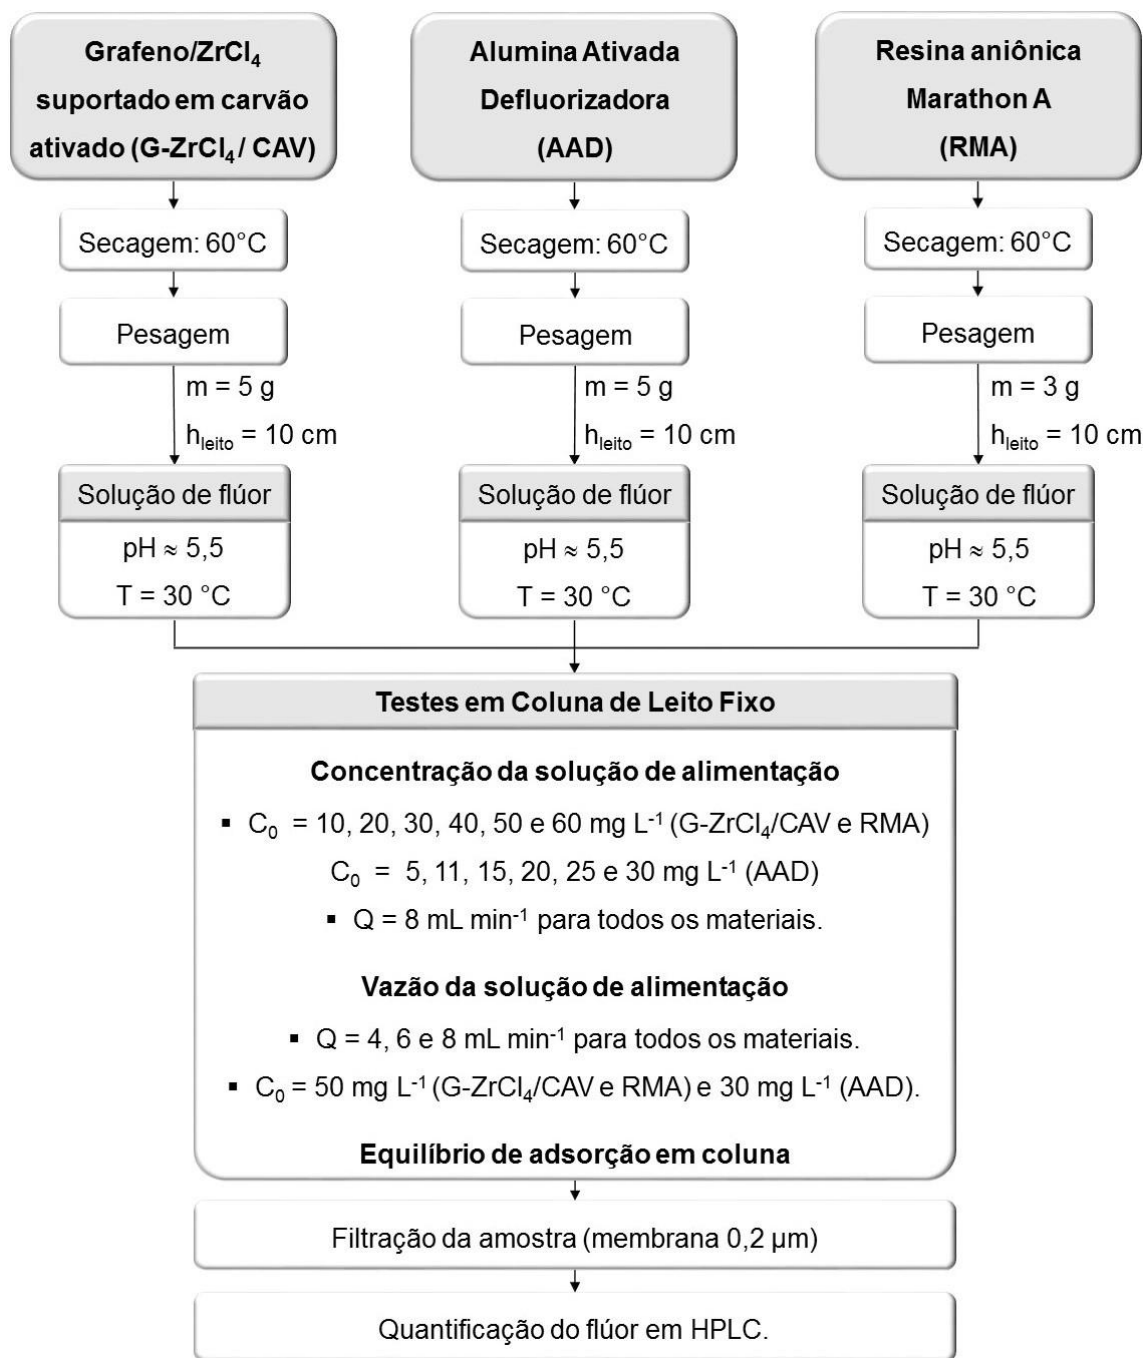 Grafeno/ZrCl₄
suportado em carvão
ativado (G-ZrCl₄ / CAV)
Secagem: 60°C
Pesagem
m = 5 g
h_leito = 10 cm
Solução de flúor
pH ≈ 5,5
T = 30 °C
Alumina Ativada
Defluorizadora
(AAD)
Secagem: 60°C
Pesagem
m = 5 g
h_leito = 10 cm
Solução de flúor
pH ≈ 5,5
T = 30 °C
Resina aniônica
Marathon A
(RMA)
Secagem: 60°C
Pesagem
m = 3 g
h_leito = 10 cm
Solução de flúor
pH ≈ 5,5
T = 30 °C
Testes em Coluna de Leito Fixo
Concentração da solução de alimentação
▪ C₀ = 10, 20, 30, 40, 50 e 60 mg L⁻¹ (G-ZrCl₄/CAV e RMA)
C₀ = 5, 11, 15, 20, 25 e 30 mg L⁻¹ (AAD)
▪ Q = 8 mL min⁻¹ para todos os materiais.
Vazão da solução de alimentação
▪ Q = 4, 6 e 8 mL min⁻¹ para todos os materiais.
▪ C₀ = 50 mg L⁻¹ (G-ZrCl₄/CAV e RMA) e 30 mg L⁻¹ (AAD).
Equilíbrio de adsorção em coluna
Filtração da amostra (membrana 0,2 µm)
Quantificação do flúor em HPLC.